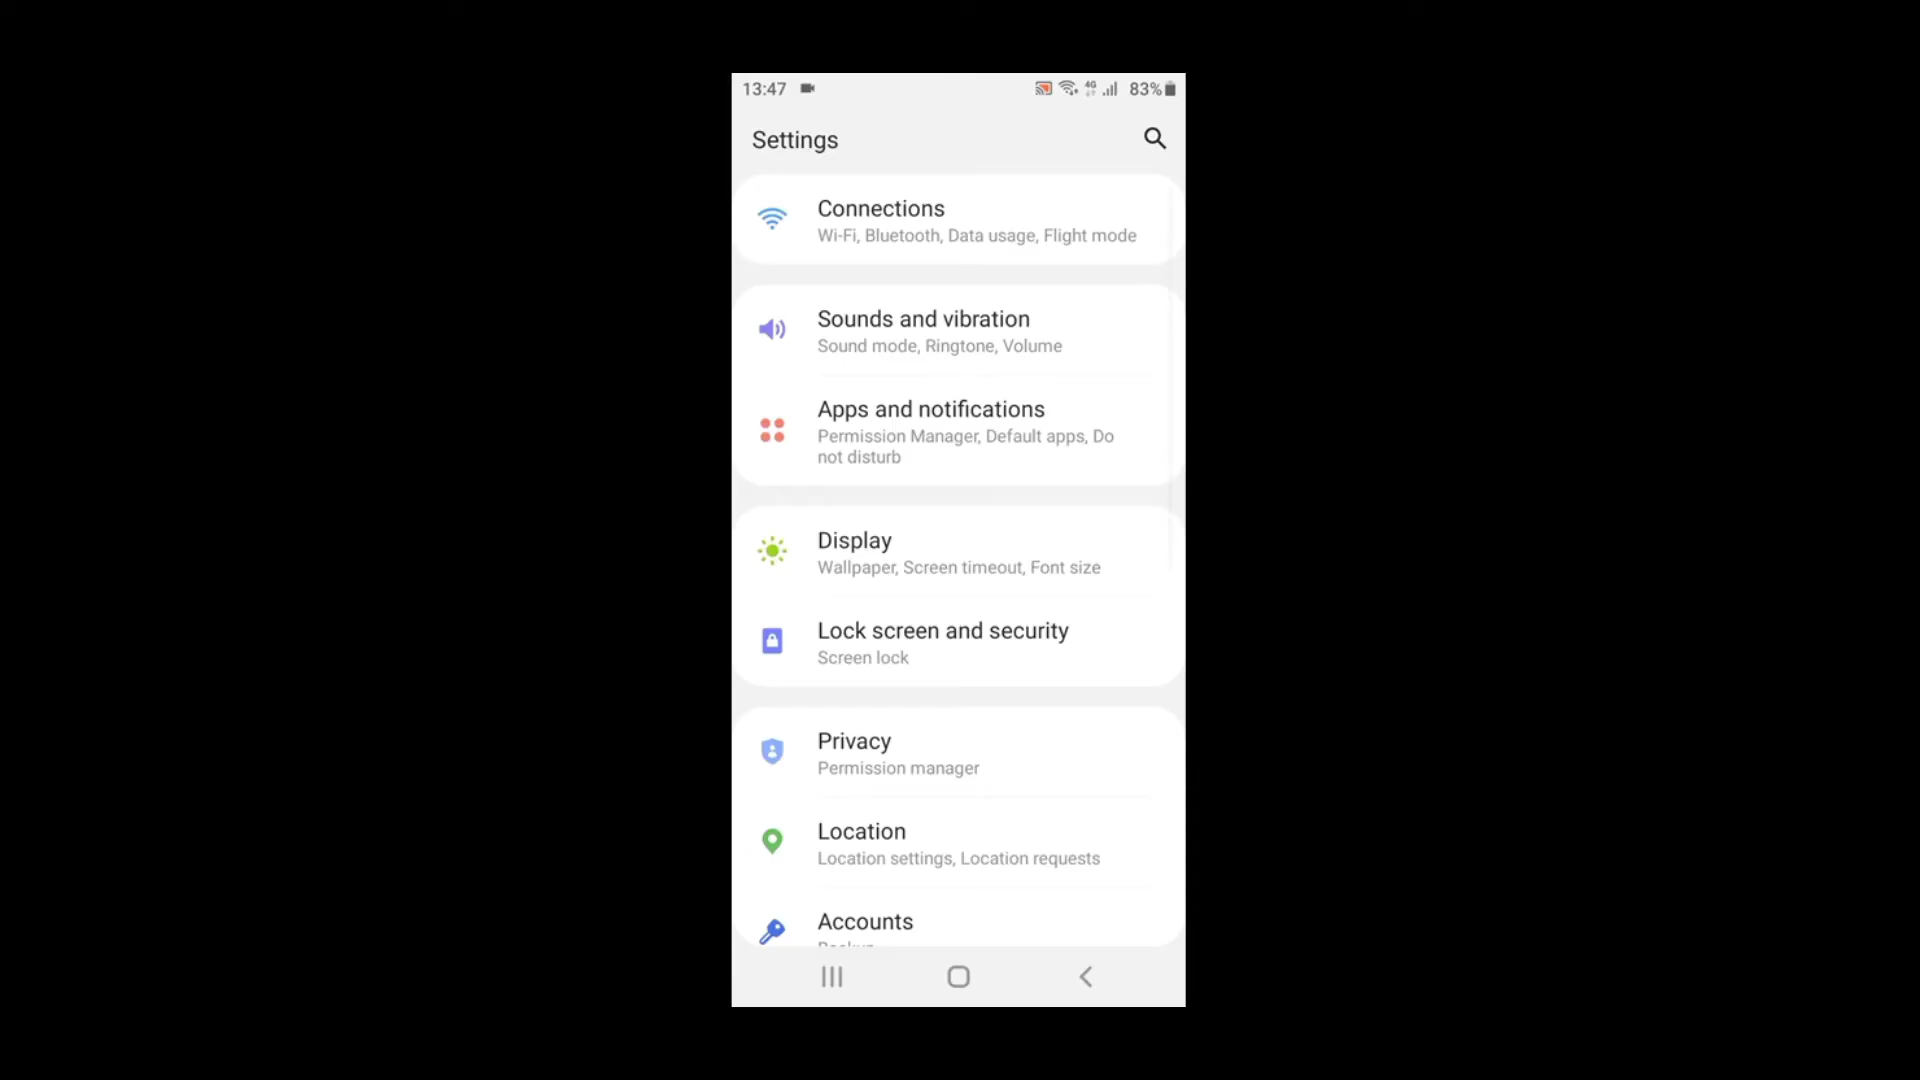 13:47
4G
83%
Settings
Connections
Wi-Fi, Bluetooth, Data usage, Flight mode
Sounds and vibration
Sound mode, Ringtone, Volume
Apps and notifications
Permission Manager, Default apps, Do
not disturb
Display
Wallpaper, Screen timeout, Font size
Lock screen and security
Screen lock
Privacy
Permission manager
Location
Location settings, Location requests
Accounts